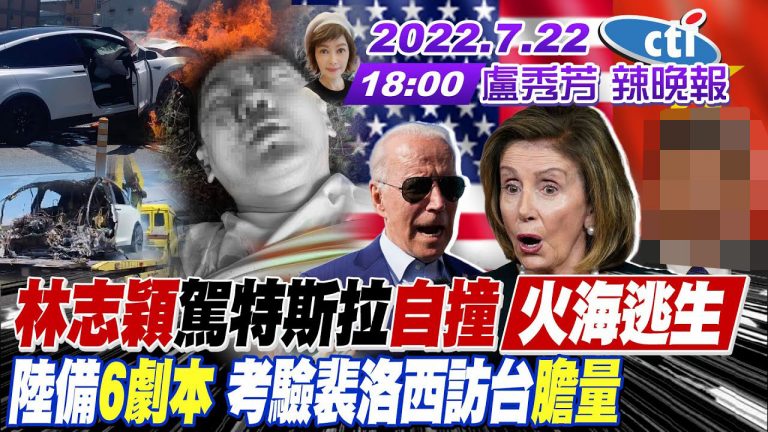 2022.7.22
cti
18:00 盧秀芳 辣晚報
林志穎駕特斯拉自撞 火海逃生
陸備6劇本 考驗裴洛西訪台膽量